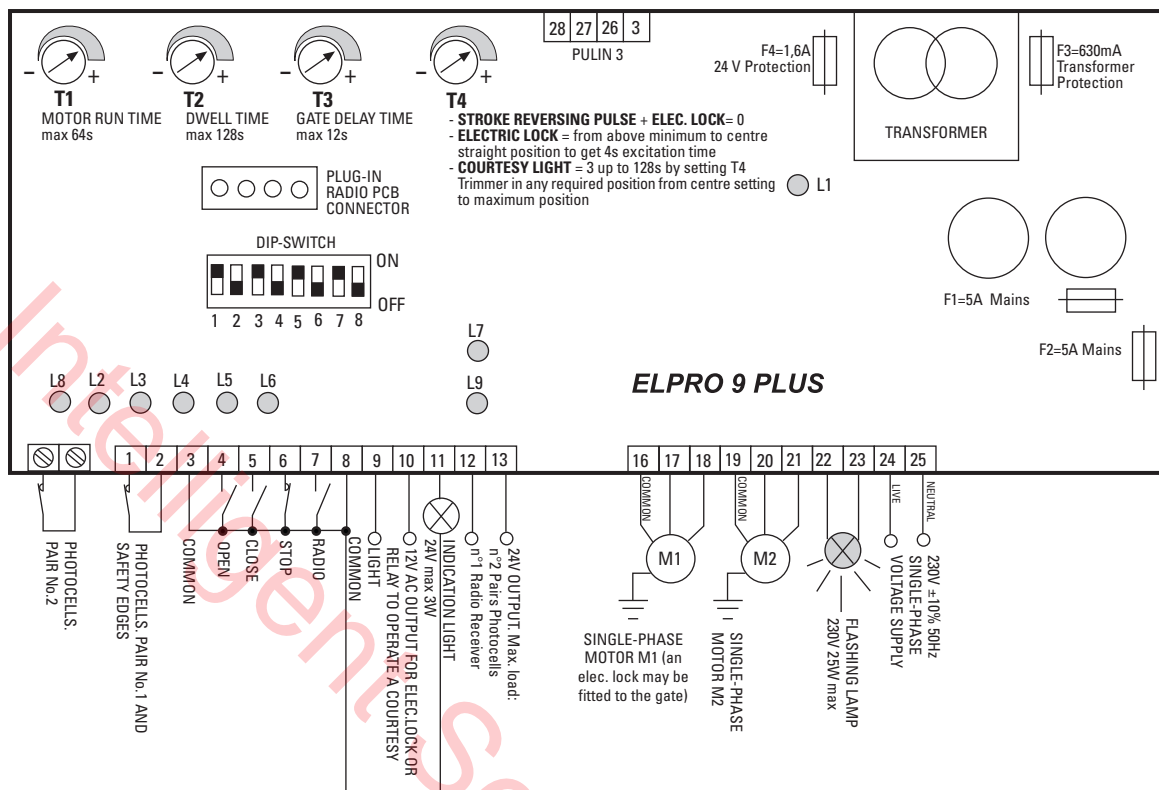 28 27 26 3
PULIN 3
F4=1,6A
24 V Protection
TRANSFORMER
F3=630mA
Transformer
Protection
- +
T1
MOTOR RUN TIME
max 64s
- +
T2
DWELL TIME
max 128s
- +
T3
GATE DELAY TIME
max 12s
- +
T4
- STROKE REVERSING PULSE + ELEC. LOCK= 0
- ELECTRIC LOCK = from above minimum to centre
straight position to get 4s excitation time
- COURTESY LIGHT = 3 up to 128s by setting T4
Trimmer in any required position from centre setting
to maximum position
L1
PLUG-IN
RADIO PCB
CONNECTOR
DIP-SWITCH
ON
OFF
1 2 3 4 5 6 7 8
F1=5A Mains
F2=5A Mains
L7
L8 L2 L3 L4 L5 L6 L9
ELPRO 9 PLUS
1 2 3 4 5 6 7 8 9 10 11 12 13
16 17 18 19 20 21 22 23 24 25
PHOTOCELLS.
PAIR No.2
PHOTOCELLS. PAIR No.1 AND
SAFETY EDGES
COMMON
OPEN
CLOSE
STOP
RADIO
COMMON
LIGHT
12V AC OUTPUT FOR ELEC.LOCK OR
RELAY TO OPERATE A COURTESY
INDICATION LIGHT
24V max 3W
24V OUTPUT. Max. load:
n°2 Pairs Photocells
n°1 Radio Receiver
COMMON
M1
SINGLE-PHASE
MOTOR M1 (an
elec. lock may be
fitted to the gate)
COMMON
M2
SINGLE-PHASE
MOTOR M2
FLASHING LAMP
230V 25W max
LIVE
NEUTRAL
230V ±10% 50Hz
SINGLE-PHASE
VOLTAGE SUPPLY
Intelligent